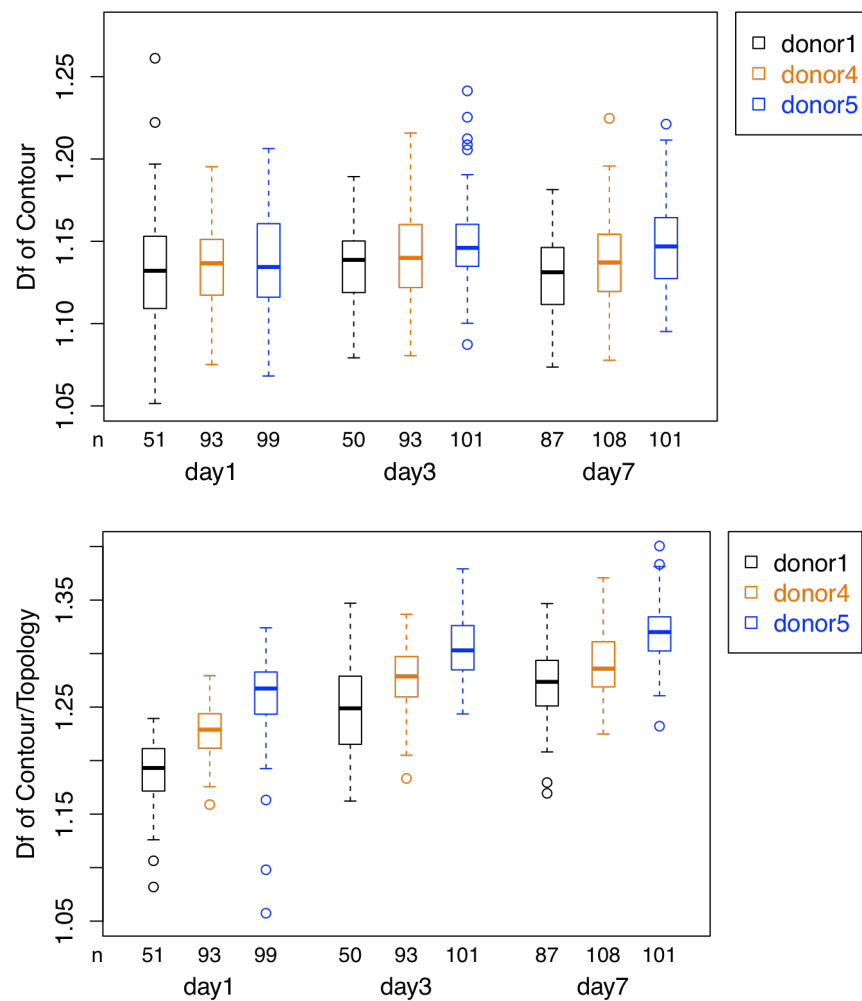 Df of Contour
1.25
1.20
1.15
1.10
1.05
donor1
donor4
donor5
n 51 93 99 50 93 101 87 108 101
day1 day3 day7
Df of Contour/Topology
1.35
1.25
1.15
1.05
donor1
donor4
donor5
n 51 93 99 50 93 101 87 108 101
day1 day3 day7